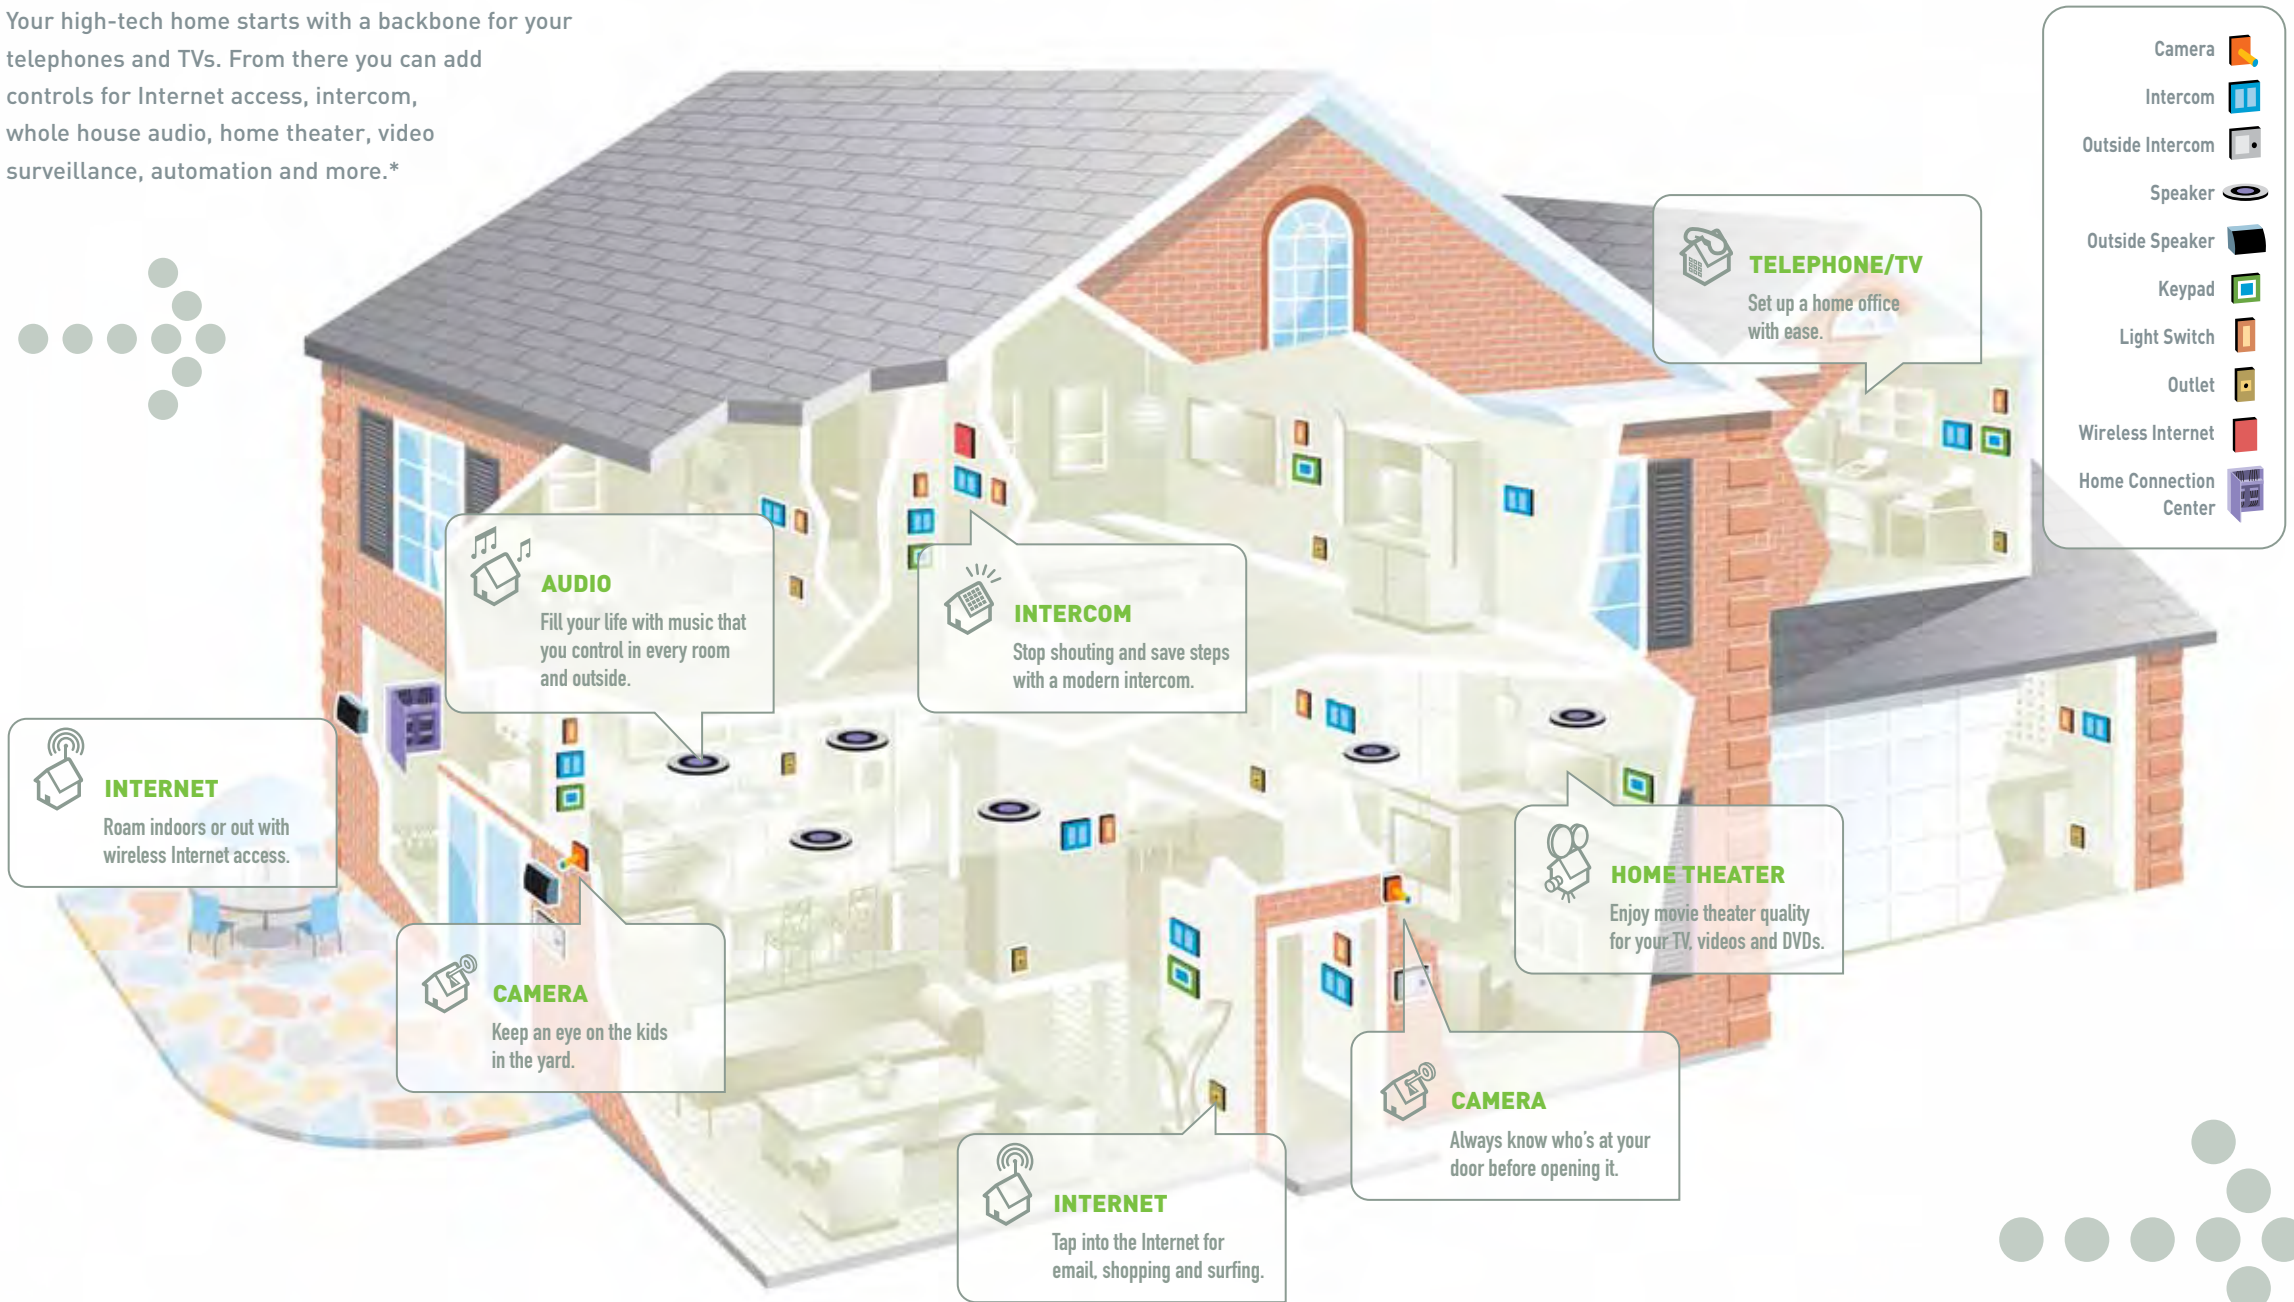 Your high-tech home starts with a backbone for your
telephones and TVs. From there you can add
controls for Internet access, intercom,
whole house audio, home theater, video
surveillance, automation and more.*
Camera
Intercom
Outside Intercom
Speaker
Outside Speaker
Keypad
Light Switch
Outlet
Wireless Internet
Home Connection
Center
TELEPHONE/TV
Set up a home office
with ease.
AUDIO
Fill your life with music that
you control in every room
and outside.
INTERCOM
Stop shouting and save steps
with a modern intercom.
INTERNET
Roam indoors or out with
wireless Internet access.
HOME THEATER
Enjoy movie theater quality
for your TV, videos and DVDs.
CAMERA
Keep an eye on the kids
in the yard.
CAMERA
Always know who's at your
door before opening it.
INTERNET
Tap into the Internet for
email, shopping and surfing.